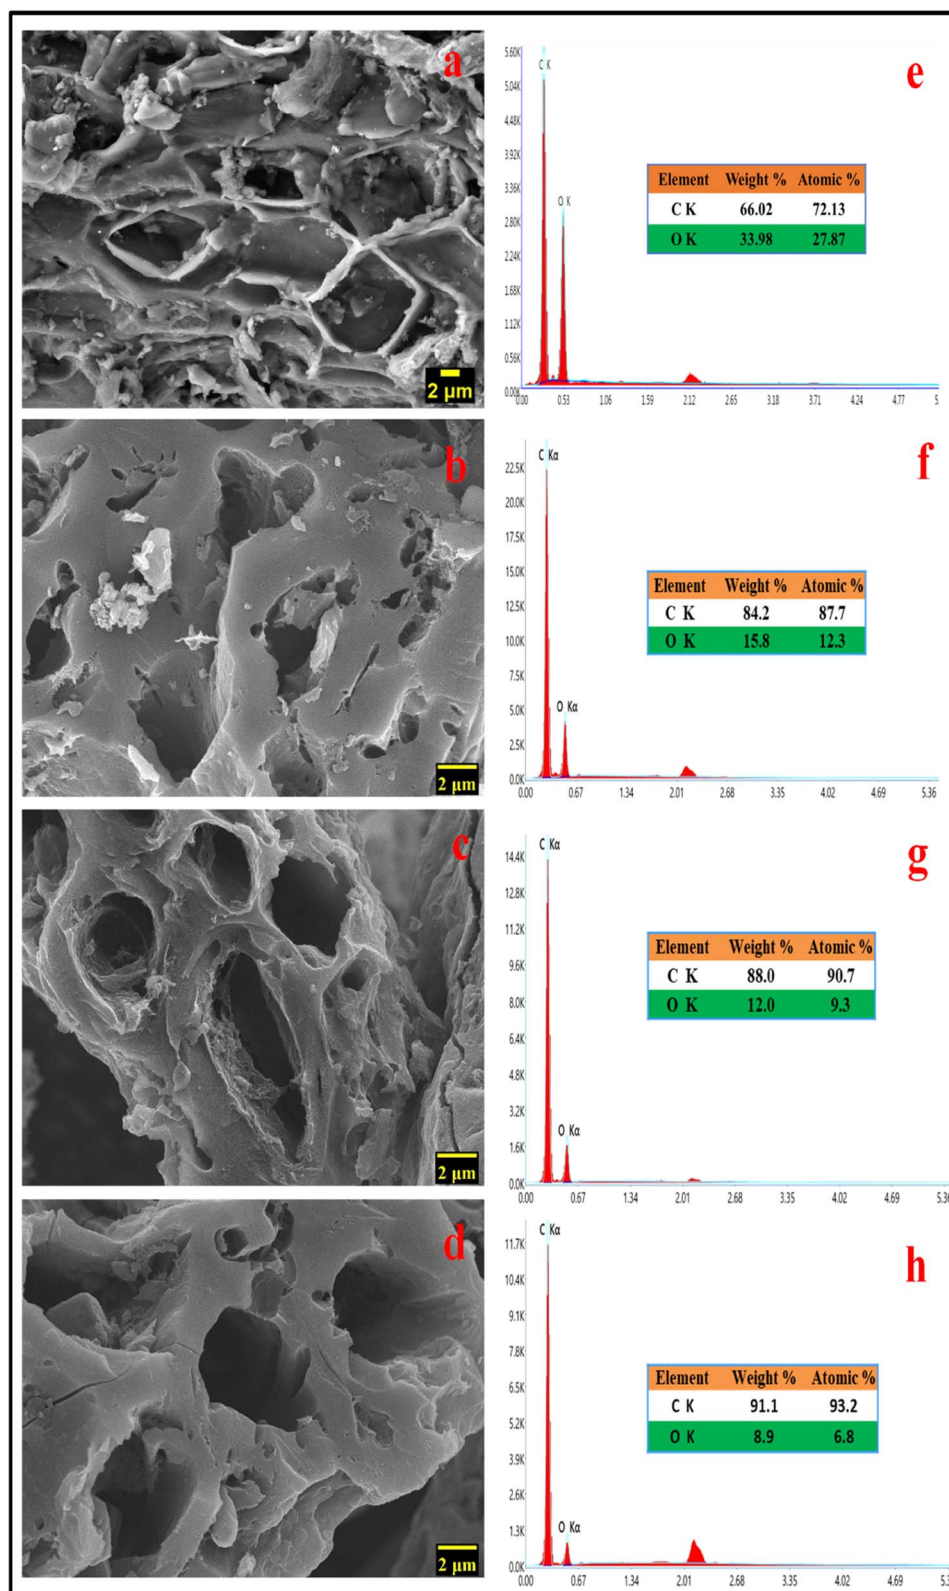 a
2 μm
b
2 μm
c
2 μm
d
2 μm
e
5.60K
5.04K
4.48K
3.92K
3.36K
2.80K
2.24K
1.68K
1.12K
0.56K
0.00K
C K
O K
Element Weight % Atomic %
C K 66.02 72.13
O K 33.98 27.87
0.00 0.53 1.06 1.59 2.12 2.65 3.18 3.71 4.24 4.77 5.
f
22.5K
20.0K
17.5K
15.0K
12.5K
10.0K
7.5K
5.0K
2.5K
0.0K
C Kα
O Kα
Element Weight % Atomic %
C K 84.2 87.7
O K 15.8 12.3
0.00 0.67 1.34 2.01 2.68 3.35 4.02 4.69 5.36
g
14.4K
12.8K
11.2K
9.6K
8.0K
6.4K
4.8K
3.2K
1.6K
0.0K
C Kα
O Kα
Element Weight % Atomic %
C K 88.0 90.7
O K 12.0 9.3
0.00 0.67 1.34 2.01 2.68 3.35 4.02 4.69 5.36
h
11.7K
10.4K
9.1K
7.8K
6.5K
5.2K
3.9K
2.6K
1.3K
0.0K
C Kα
O Kα
Element Weight % Atomic %
C K 91.1 93.2
O K 8.9 6.8
0.00 0.67 1.34 2.01 2.68 3.35 4.02 4.69 5.3